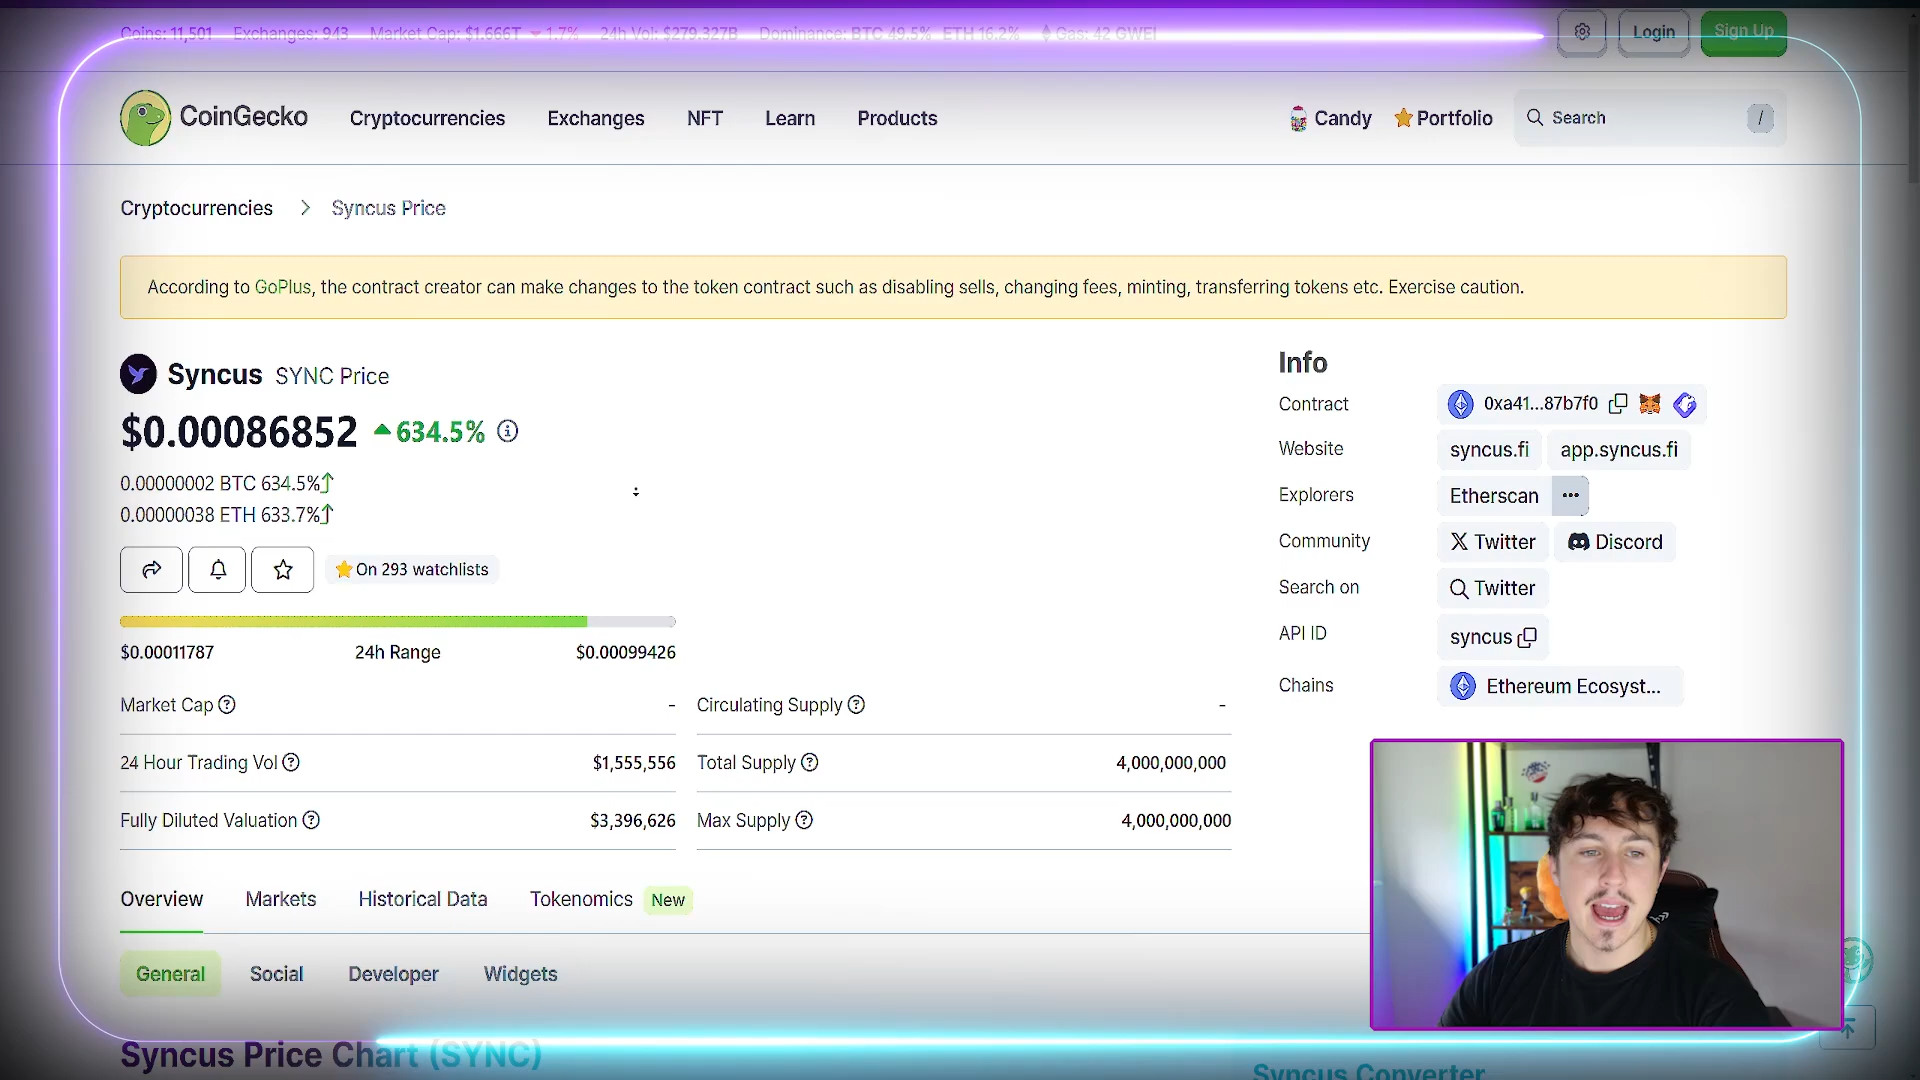 Coins: 11,501 Exchanges: 943 Market Cap: $1.666T 1.7% 24h Vol: $279.327B Dominance: BTC 49.5% ETH 16.2% Gas: 42 GWEI
Login
Sign Up
CoinGecko
Cryptocurrencies
Exchanges
NFT
Learn
Products
Candy
Portfolio
Search
/
Cryptocurrencies > Syncus Price
According to GoPlus, the contract creator can make changes to the token contract such as disabling sells, changing fees, minting, transferring tokens etc. Exercise caution.
Syncus SYNC Price
$0.00086852 634.5%
0.00000002 BTC 634.5%
0.00000038 ETH 633.7%
On 293 watchlists
$0.00011787 24h Range $0.00099426
Market Cap -
Circulating Supply -
24 Hour Trading Vol $1,555,556
Total Supply 4,000,000,000
Fully Diluted Valuation $3,396,626
Max Supply 4,000,000,000
Info
Contract 0xa41...87b7f0
Website syncus.fi app.syncus.fi
Explorers Etherscan ...
Community Twitter Discord
Search on Twitter
API ID syncus
Chains Ethereum Ecosyst...
Overview
Markets
Historical Data
Tokenomics New
General
Social
Developer
Widgets
Syncus Price Chart (SYNC)
Syncus Converter